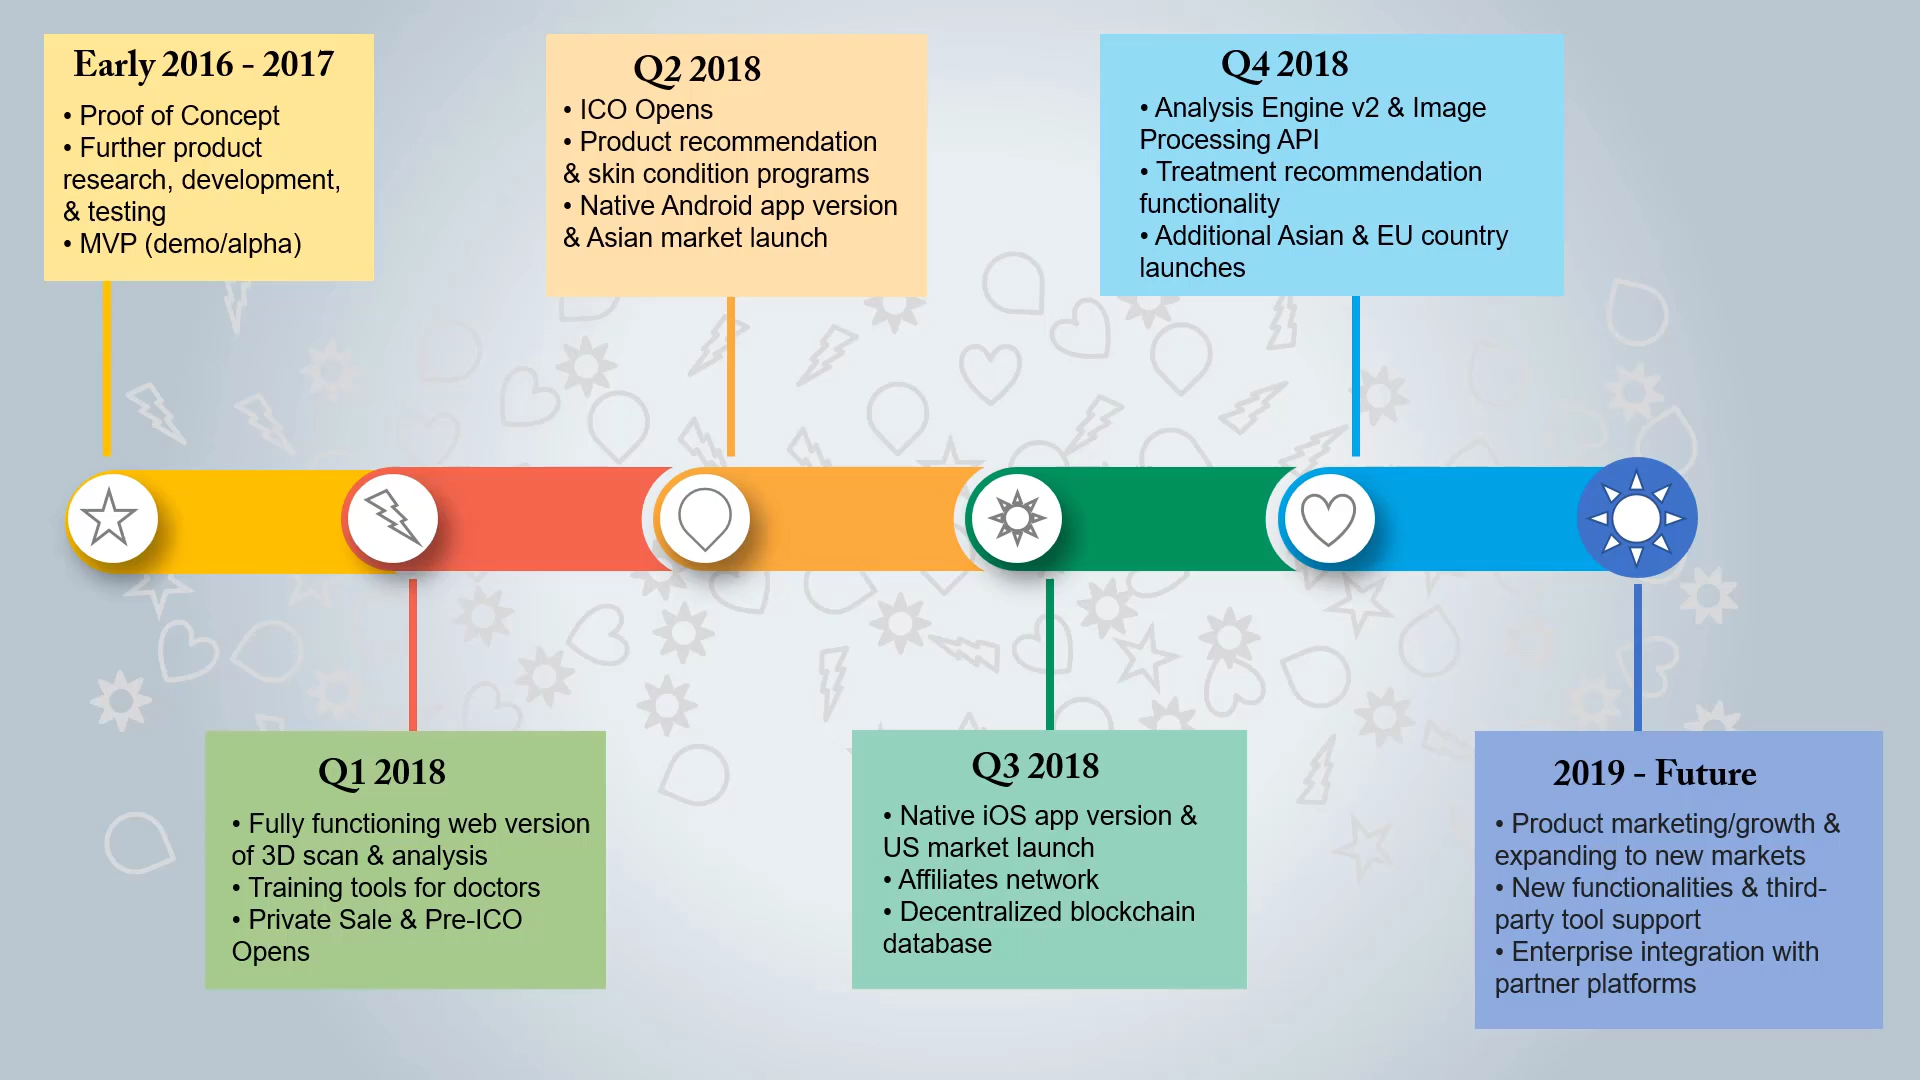 Early 2016 - 2017
• Proof of Concept
• Further product
research, development,
& testing
• MVP (demo/alpha)
Q2 2018
• ICO Opens
• Product recommendation
& skin condition programs
• Native Android app version
& Asian market launch
Q4 2018
• Analysis Engine v2 & Image
Processing API
• Treatment recommendation
functionality
• Additional Asian & EU country
launches
Q1 2018
• Fully functioning web version
of 3D scan & analysis
• Training tools for doctors
• Private Sale & Pre-ICO
Opens
Q3 2018
• Native iOS app version &
US market launch
• Affiliates network
• Decentralized blockchain
database
2019 - Future
• Product marketing/growth &
expanding to new markets
• New functionalities & third-
party tool support
• Enterprise integration with
partner platforms